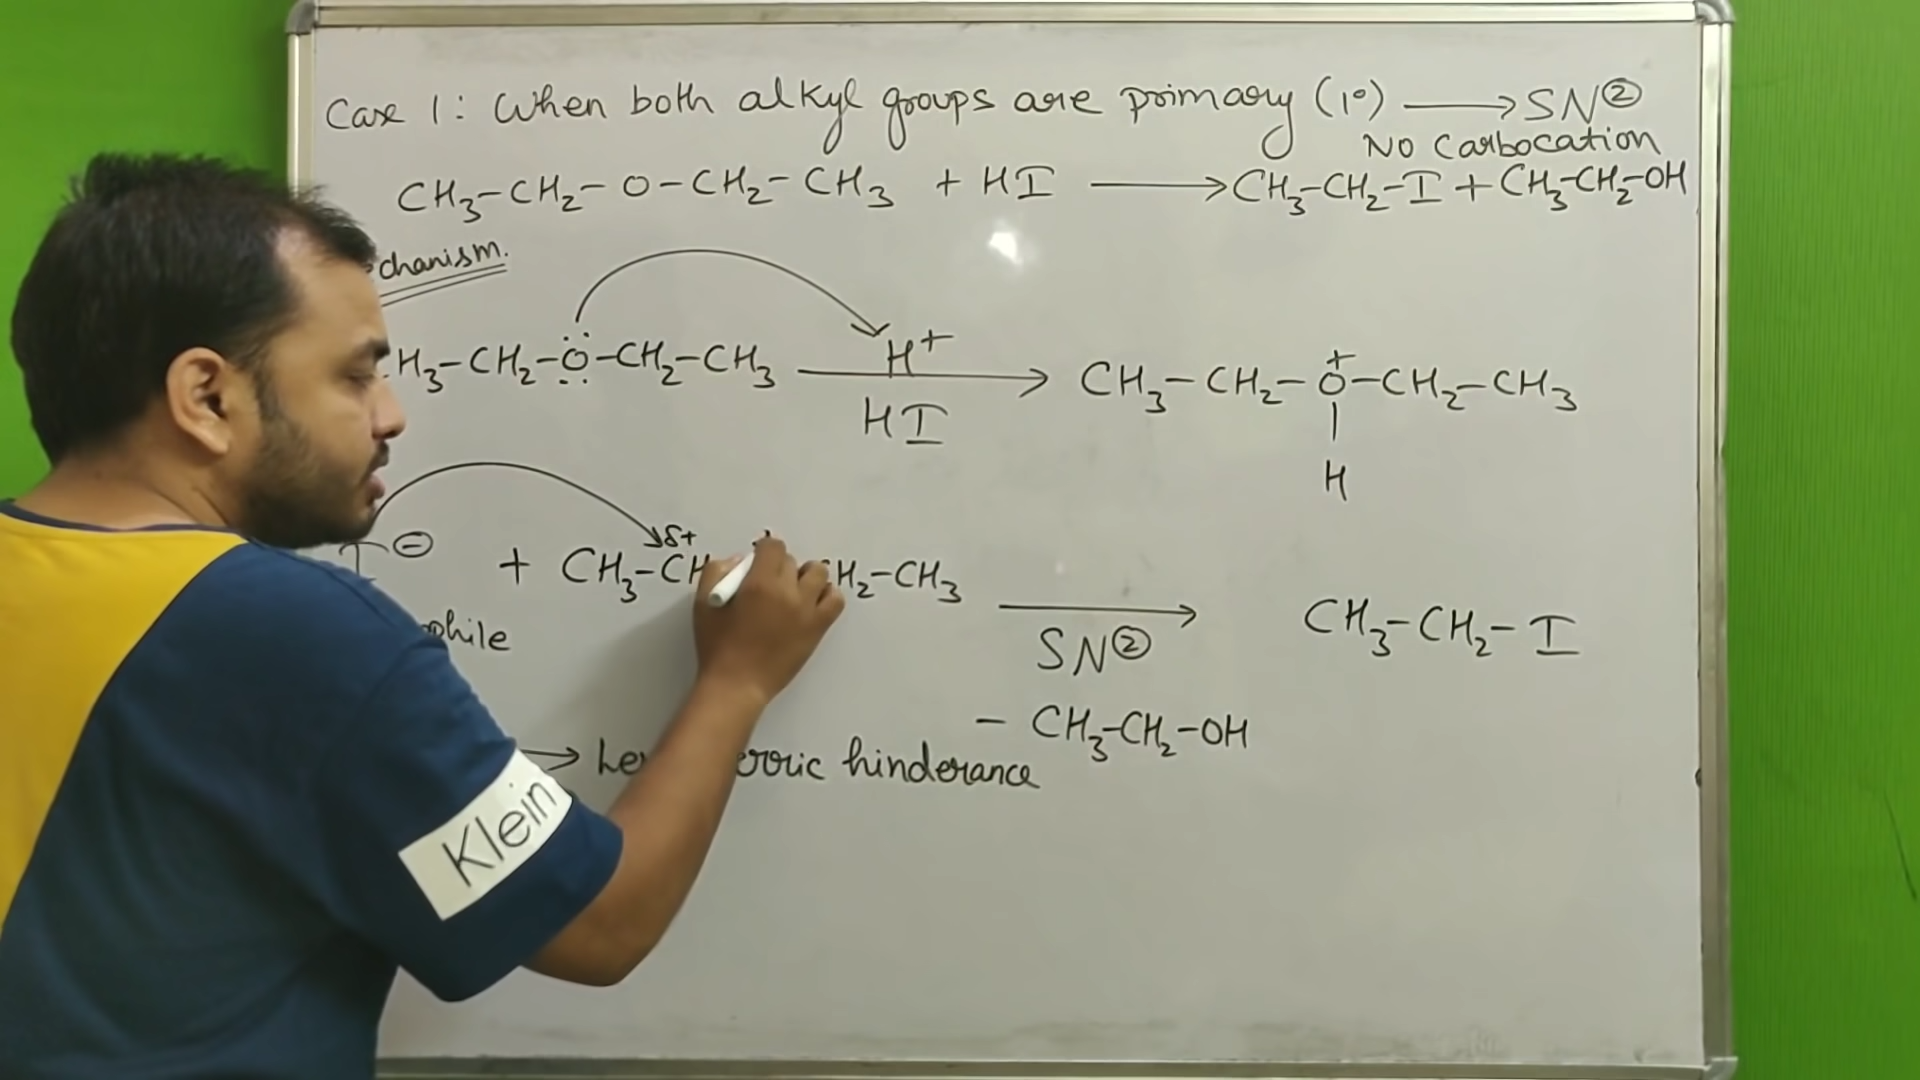 Case 1: When both alkyl groups are primary (1°) ⟶ SN②
No Carbocation
CH₃-CH₂-O-CH₂-CH₃ + HI ⟶ CH₃-CH₂-I + CH₃-CH₂-OH
chanism.
H₃-CH₂-Ö-CH₂-CH₃ H⁺ ⟶ CH₃-CH₂-O⁺-CH₂-CH₃
HI
H
δ+
I⊖ + CH₃-CH H₂-CH₃ ⟶ CH₃-CH₂-I
phile SN②
- CH₃-CH₂-OH
⟶ hinderance
Klein